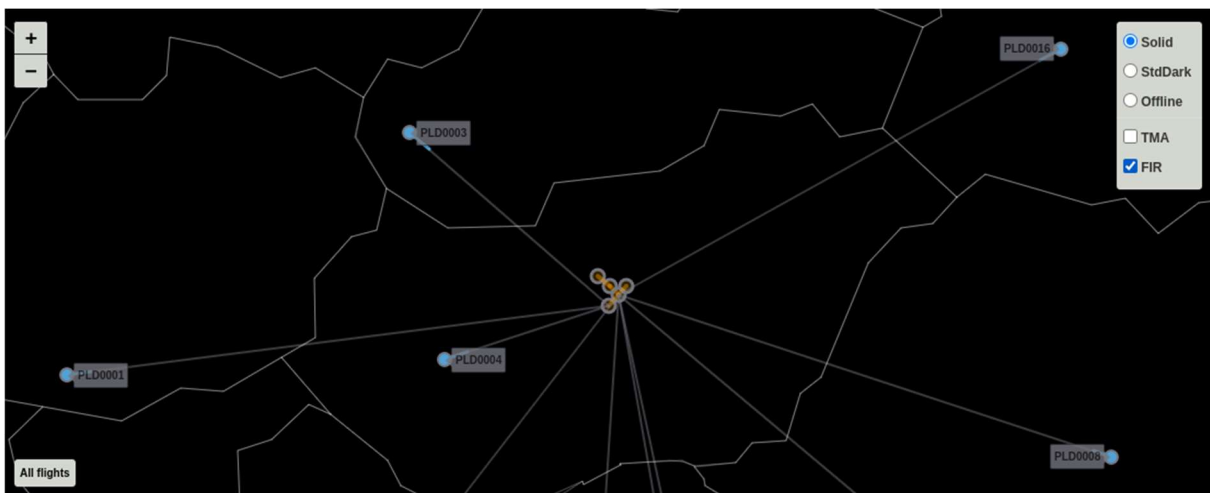 +
−
PLD0016
Solid
StdDark
Offline
PLD0003
TMA
FIR
PLD0004
PLD0001
PLD0008
All flights